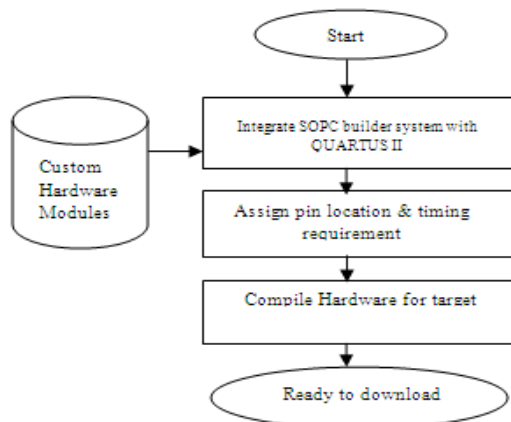 Start
Integrate SOPC builder system with
QUARTUS II
Custom
Hardware
Modules
Assign pin location & timing
requirement
Compile Hardware for target
Ready to download